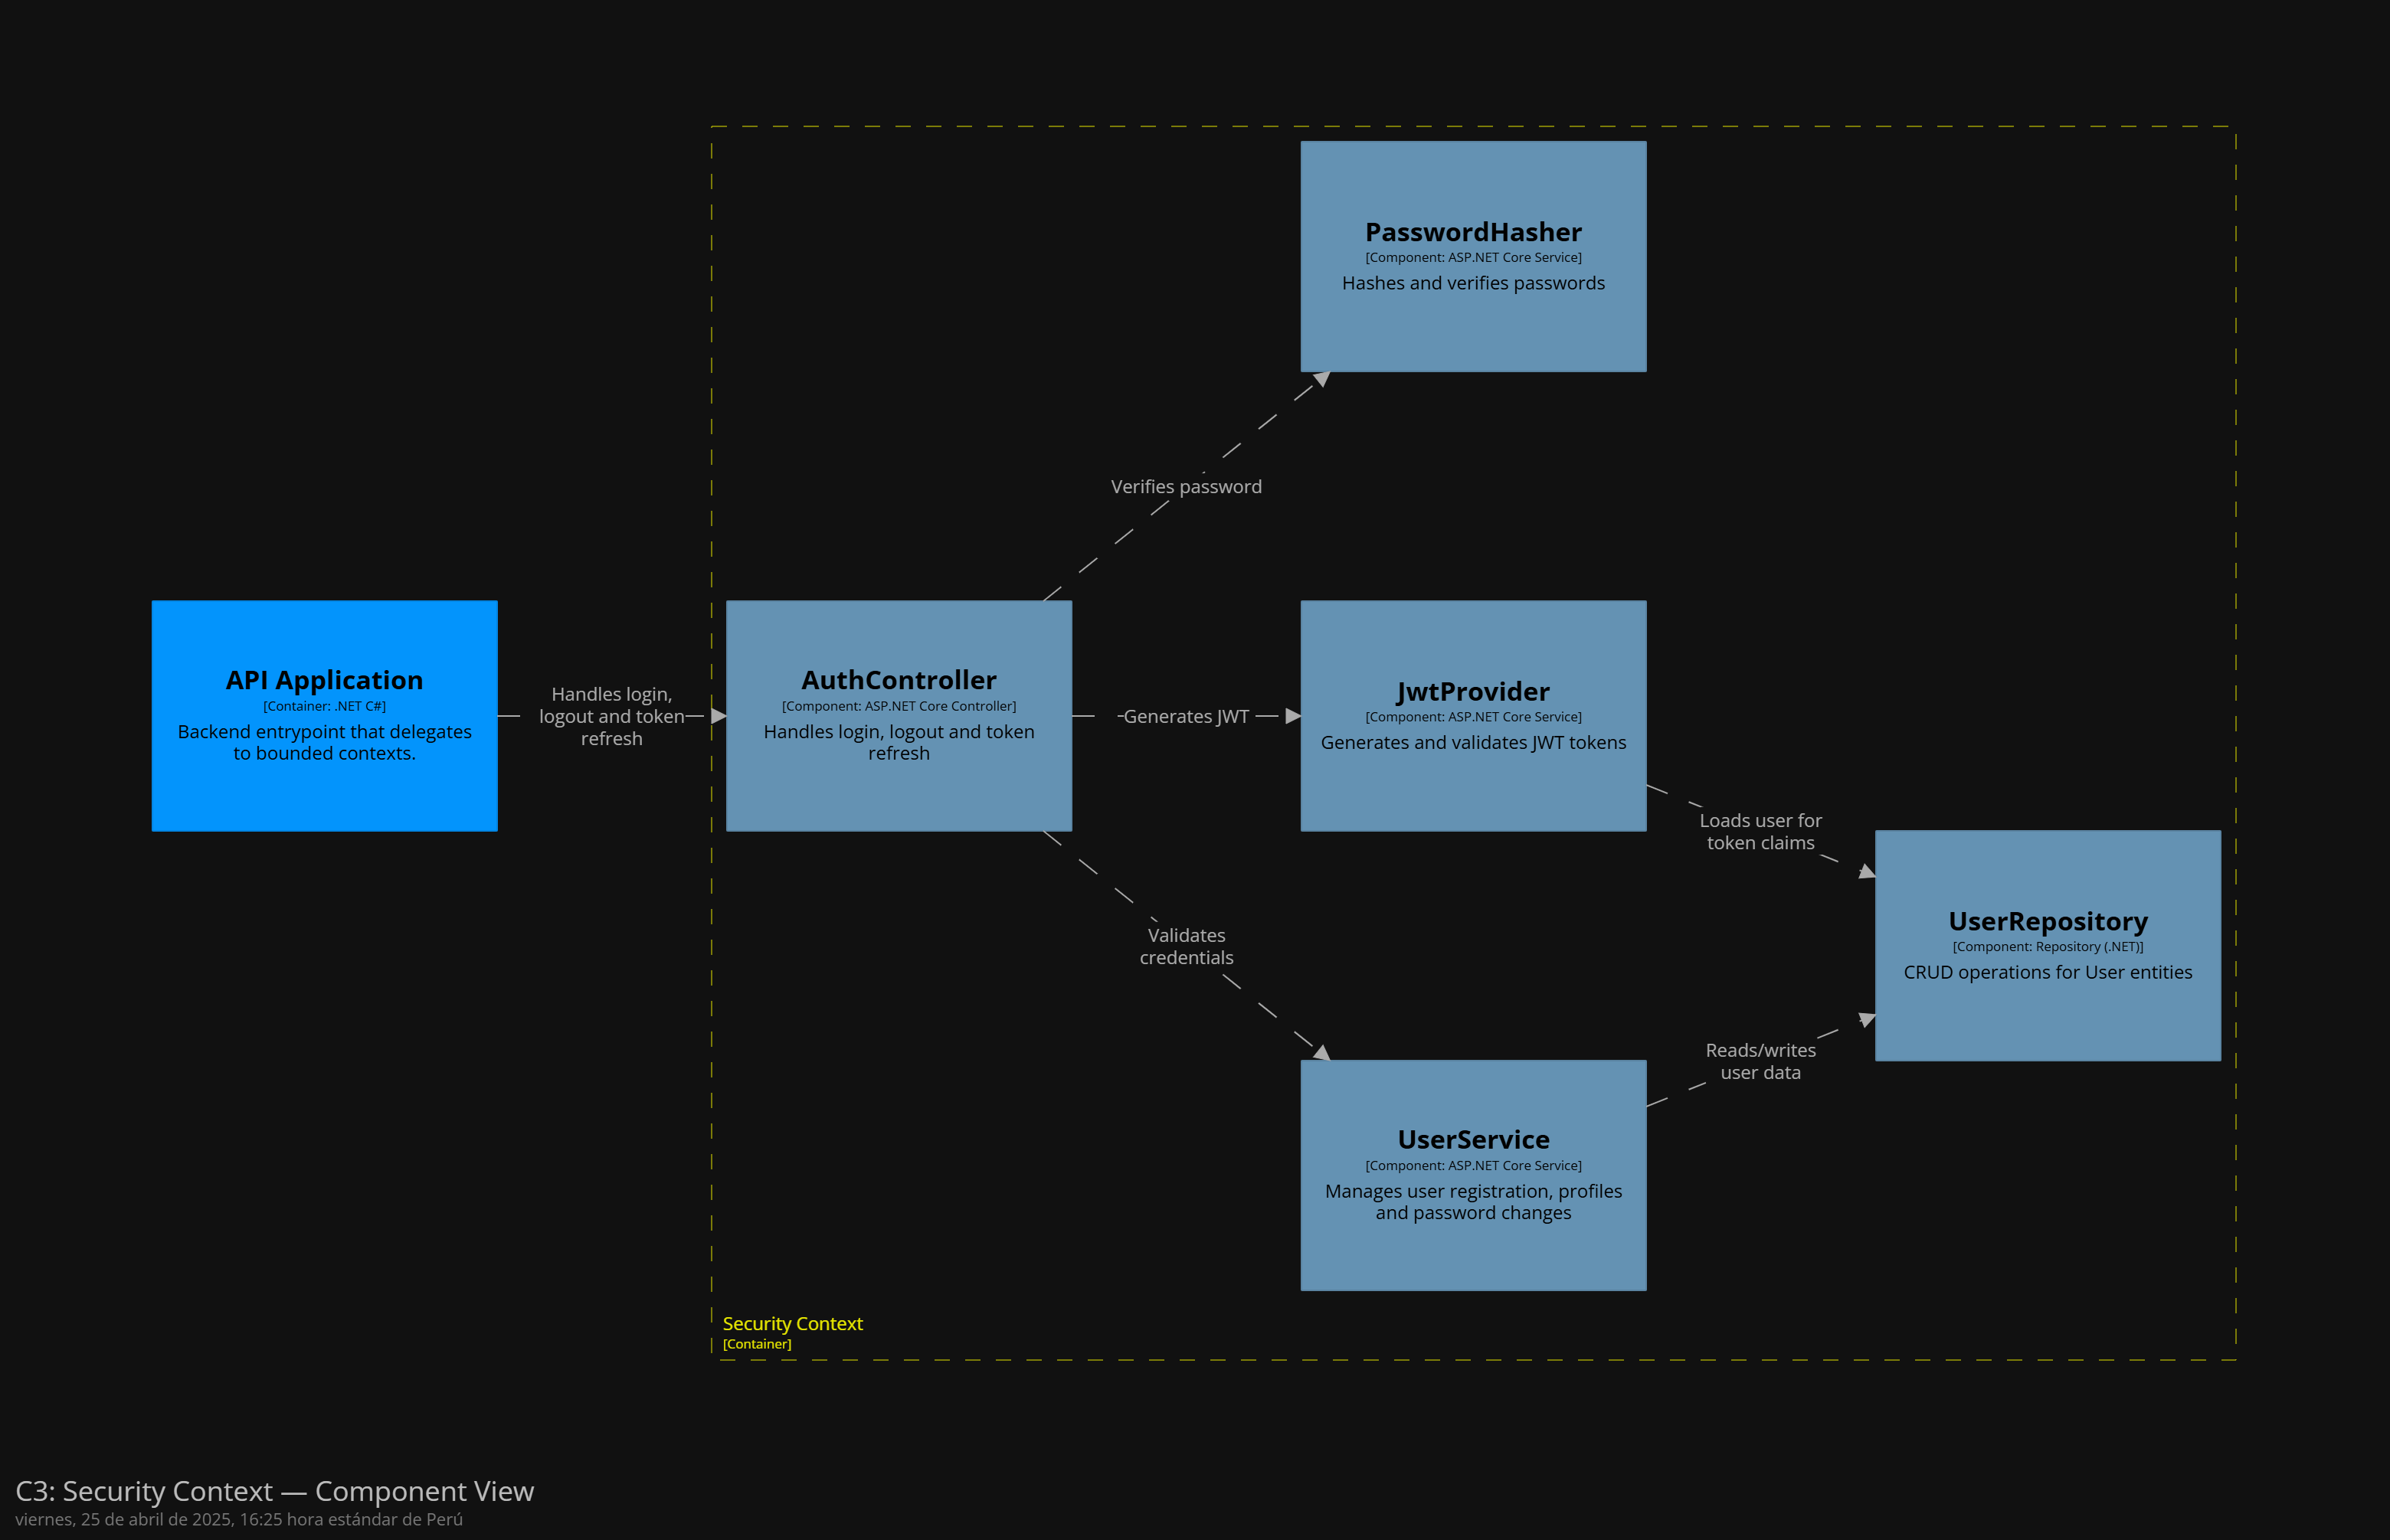 PasswordHasher
[Component: ASP.NET Core Service]
Hashes and verifies passwords
Verifies password
API Application
[Container: .NET C#]
Backend entrypoint that delegates
to bounded contexts.
Handles login,
logout and token
refresh
AuthController
[Component: ASP.NET Core Controller]
Handles login, logout and token
refresh
Generates JWT
JwtProvider
[Component: ASP.NET Core Service]
Generates and validates JWT tokens
Loads user for
token claims
UserRepository
[Component: Repository (.NET)]
CRUD operations for User entities
Validates
credentials
Reads/writes
user data
UserService
[Component: ASP.NET Core Service]
Manages user registration, profiles
and password changes
Security Context
[Container]
C3: Security Context — Component View
viernes, 25 de abril de 2025, 16:25 hora estándar de Perú